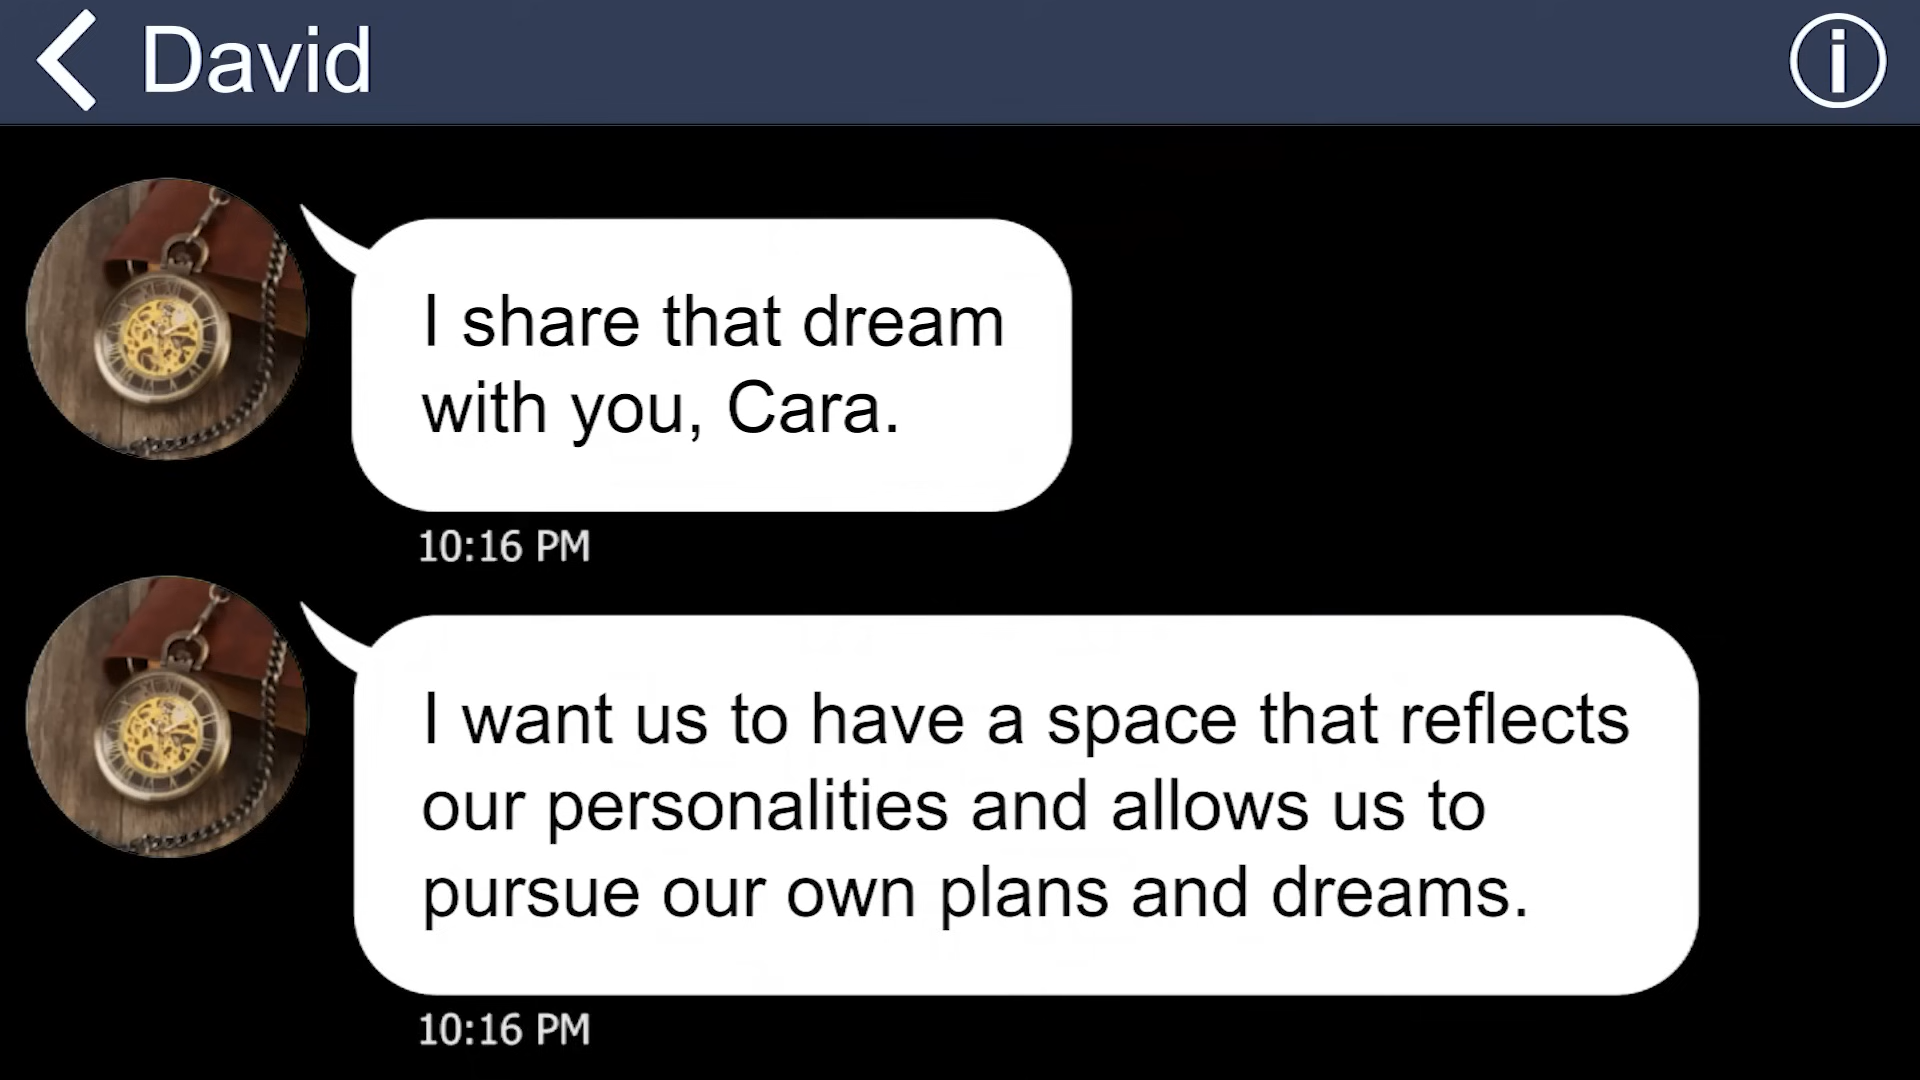 David
I share that dream
with you, Cara.
10:16 PM
I want us to have a space that reflects
our personalities and allows us to
pursue our own plans and dreams.
10:16 PM